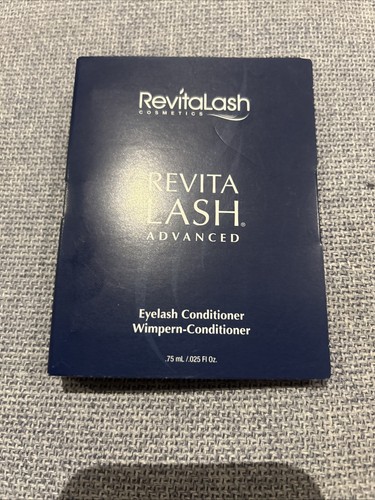 RevitaLash
COSMETICS
REVITA
LASH®
ADVANCED
Eyelash Conditioner
Wimpern-Conditioner
.75 mL /.025 Fl Oz.